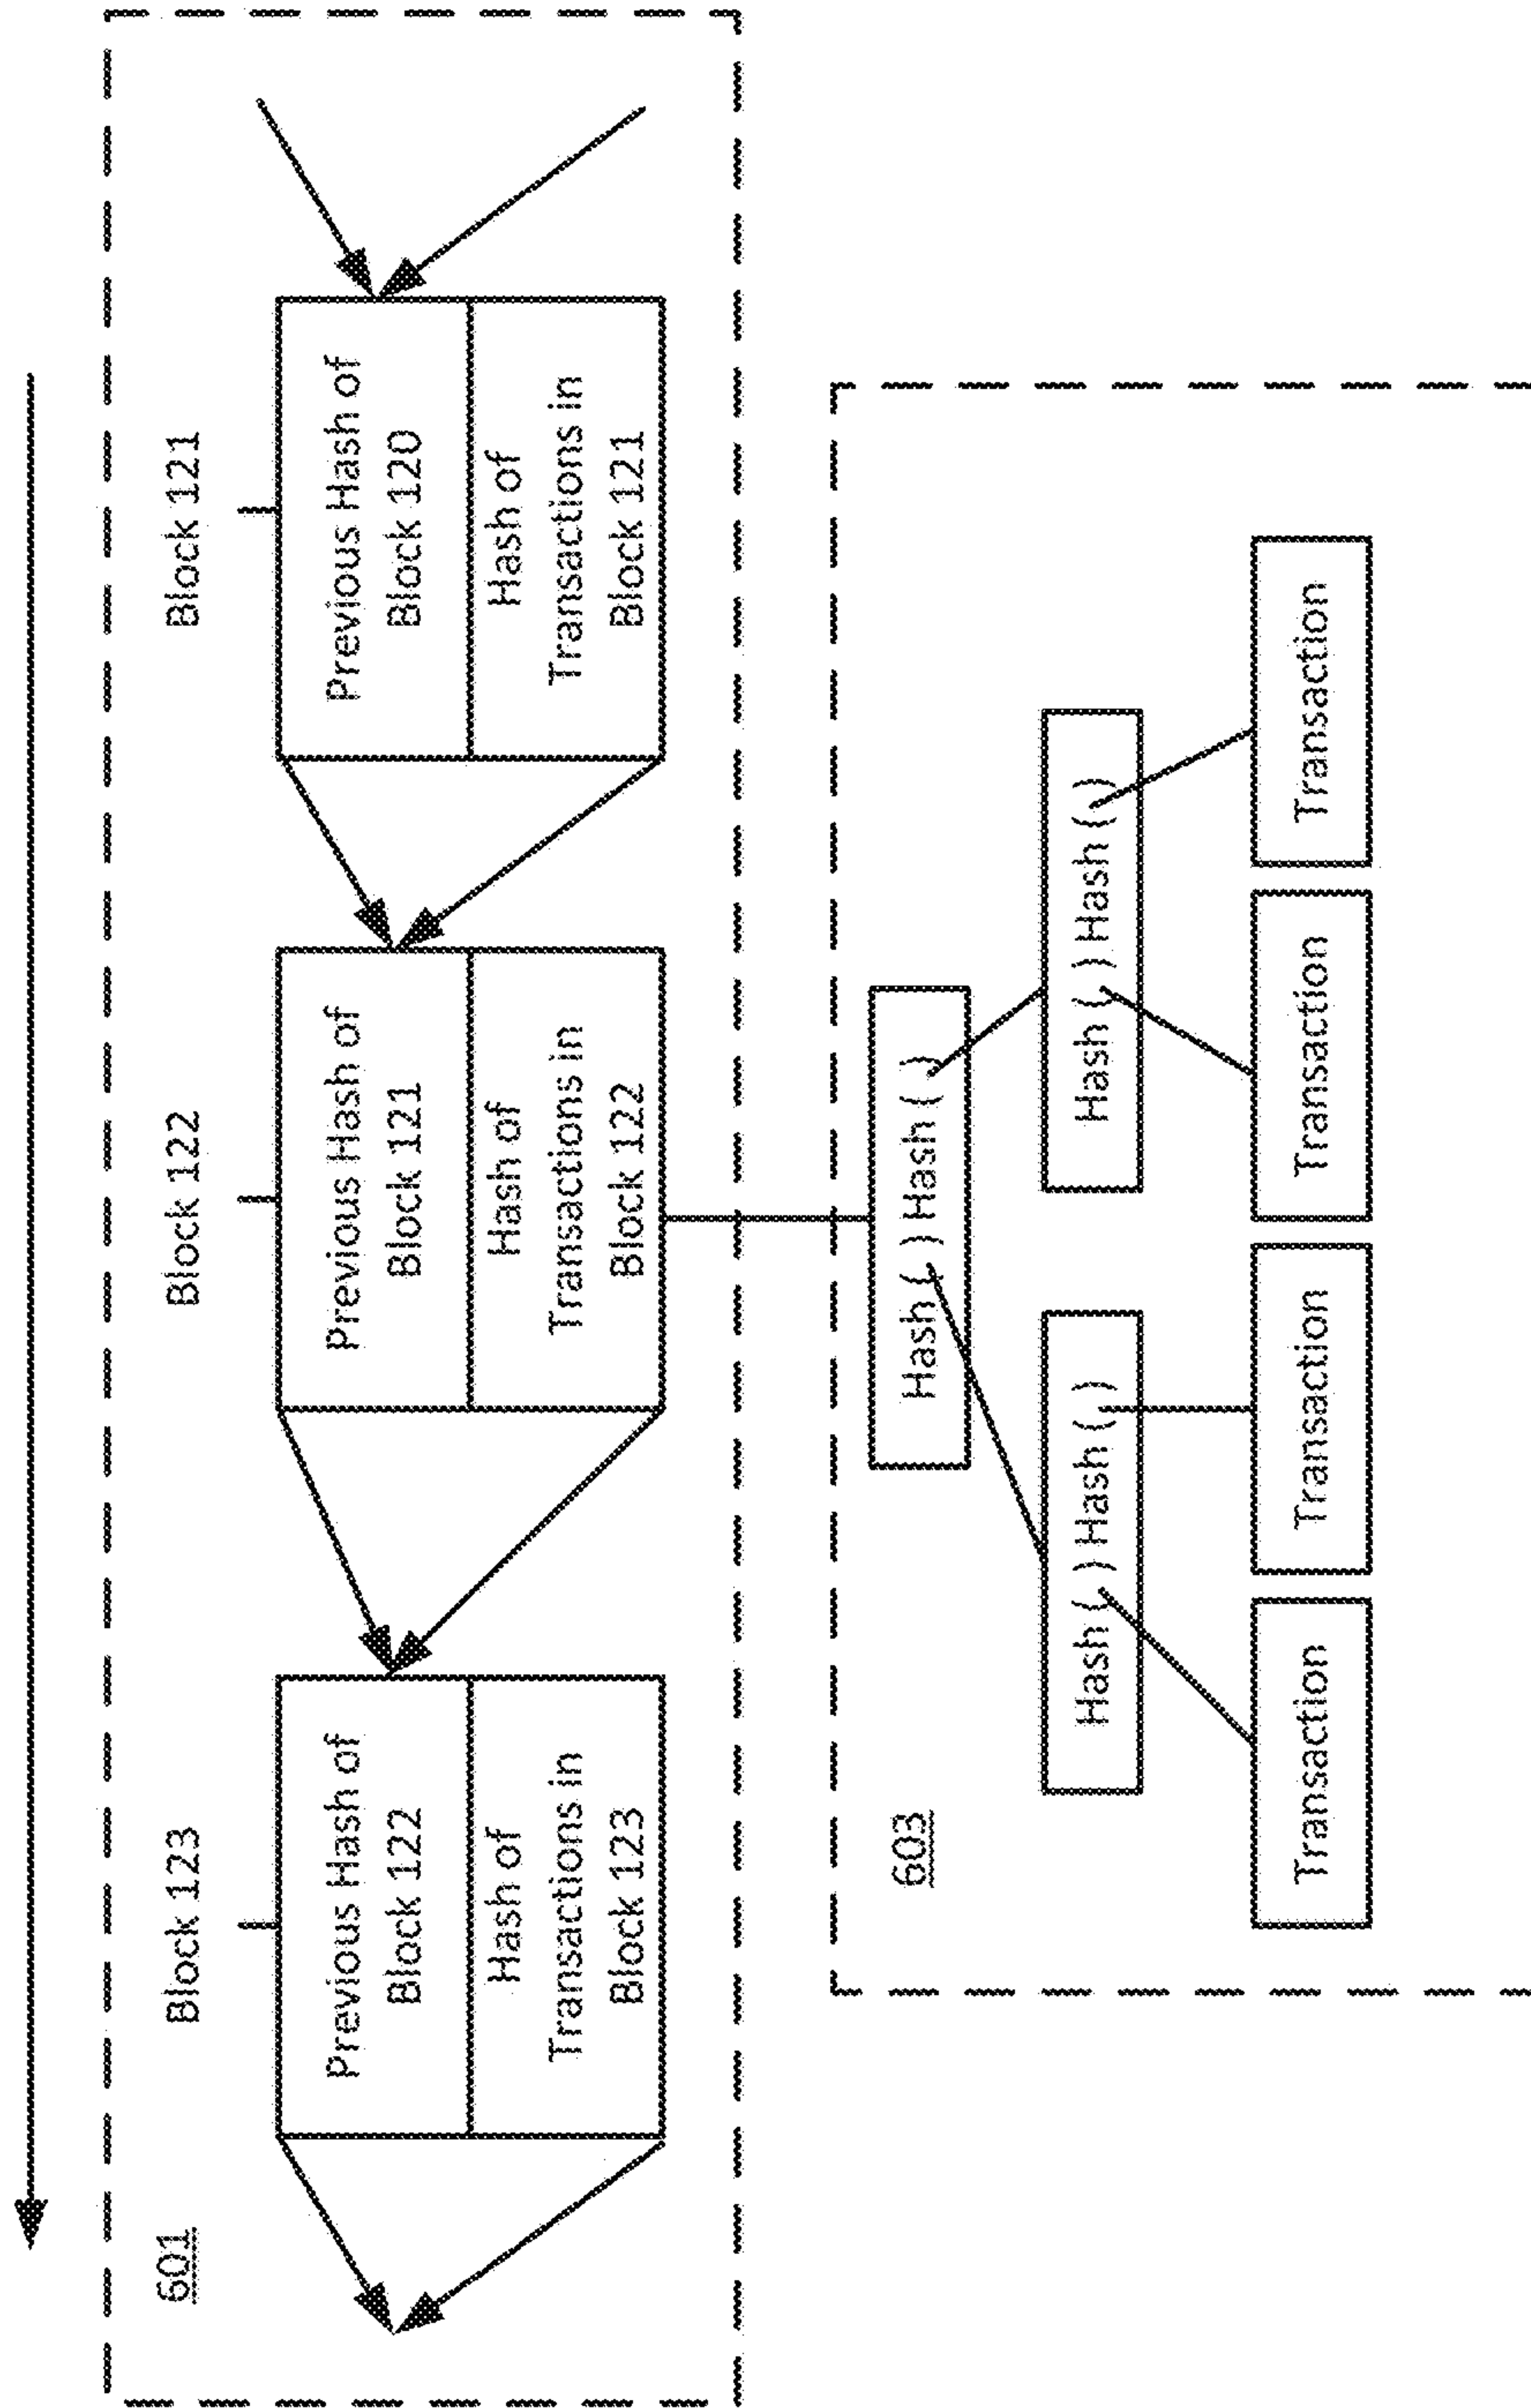 601
Block 123
Block 122
Block 121
Previous Hash of
Block 122
Hash of
Transactions in
Block 123
Previous Hash of
Block 121
Hash of
Transactions in
Block 122
Previous Hash of
Block 120
Hash of
Transactions in
Block 121
603
Hash ( ) Hash ( )
Hash ( ) Hash ( )
Hash ( ) Hash ( )
Transaction
Transaction
Transaction
Transaction